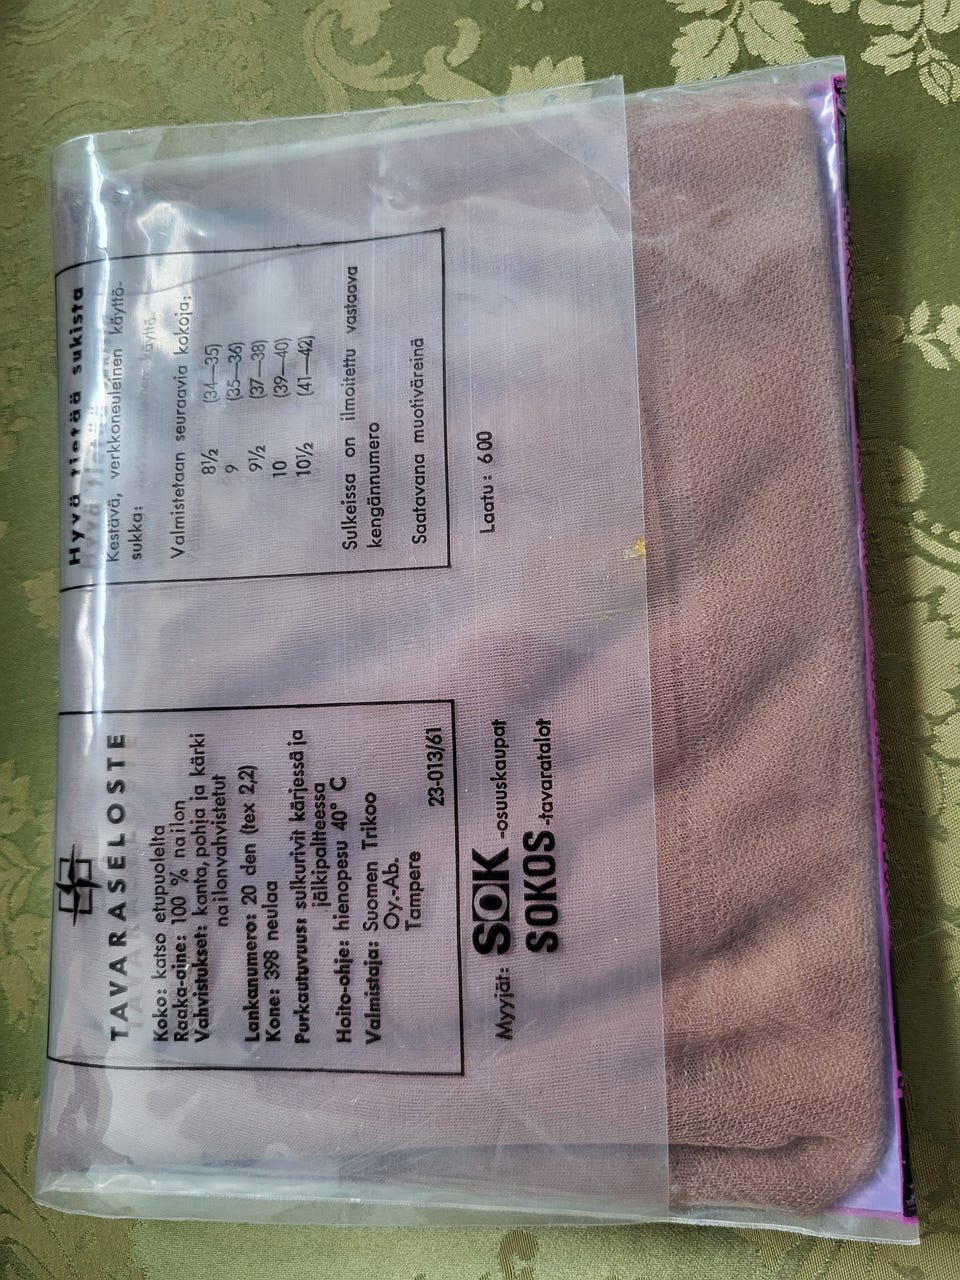 TAVARASELOSTE
Koko: katso etupuolelta
Raaka-aine: 100 % nailon
Vahvistukset: kanta, pohja ja kärki
nailonvahvistetut
Lankanumero: 20 den (tex 2,2)
Kone: 398 neulaa
Purkautuvuus: sulkurivit kärjessä ja
jälkipaltteessa
Hoito-ohje: hienopesu 40° C
Valmistaja: Suomen Trikoo
Oy.-Ab.
Tampere
23-013/61
Myyjät: SOK -osuuskaupat
SOKOS -tavaratalot
Hyvä tietää sukista
Kestävä, verkkoneuleinen käyttö-
sukka:
Valmistetaan seuraavia kokoja:
8½ (34—35)
9 (35—36)
9½ (37—38)
10 (39—40)
10½ (41—42)
Sulkeissa on ilmoitettu vastaava
kengännumero
Saatavana muotiväreinä
Laatu: 600